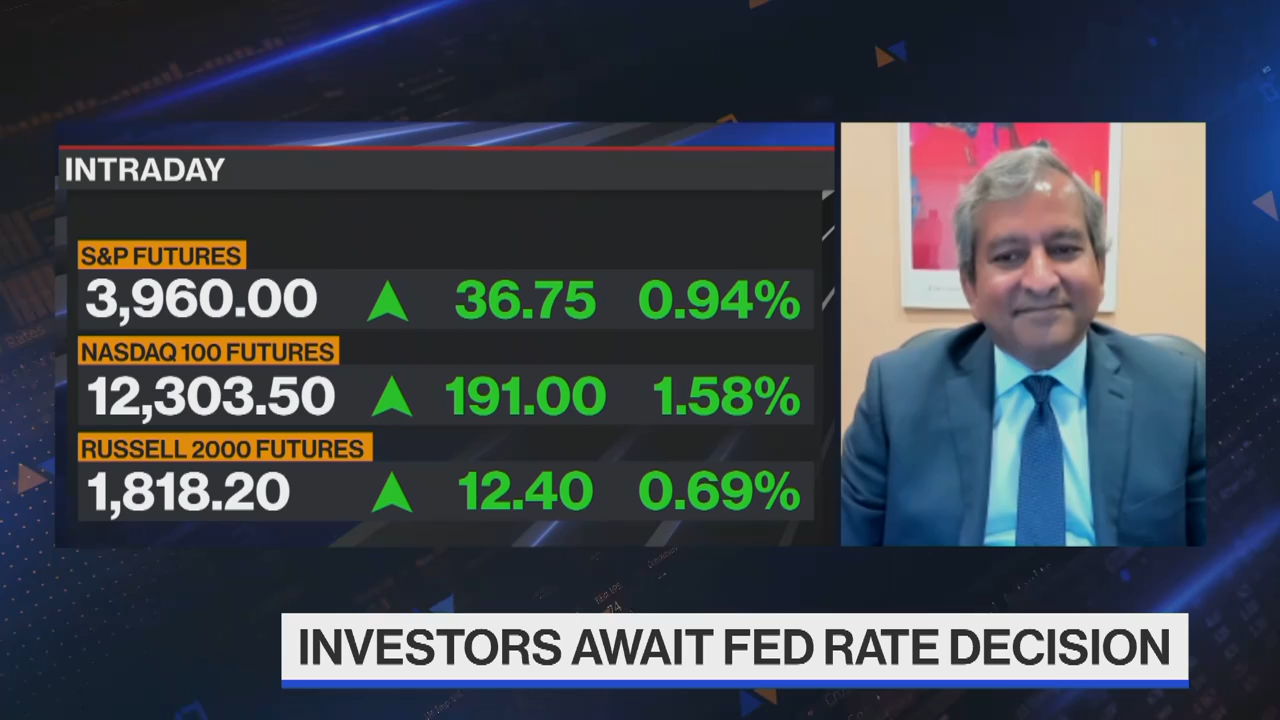 INTRADAY
S&P FUTURES
3,960.00 36.75 0.94%
NASDAQ 100 FUTURES
12,303.50 191.00 1.58%
RUSSELL 2000 FUTURES
1,818.20 12.40 0.69%
INVESTORS AWAIT FED RATE DECISION